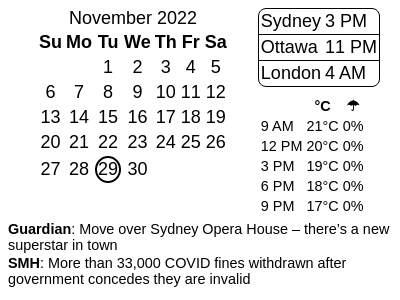 November 2022
Su Mo Tu We Th Fr Sa
1 2 3 4 5
6 7 8 9 10 11 12
13 14 15 16 17 18 19
20 21 22 23 24 25 26
27 28 29 30
Sydney 3 PM
Ottawa 11 PM
London 4 AM
°C ☂
9 AM 21°C 0%
12 PM 20°C 0%
3 PM 19°C 0%
6 PM 18°C 0%
9 PM 17°C 0%
Guardian: Move over Sydney Opera House – there’s a new
superstar in town
SMH: More than 33,000 COVID fines withdrawn after
government concedes they are invalid